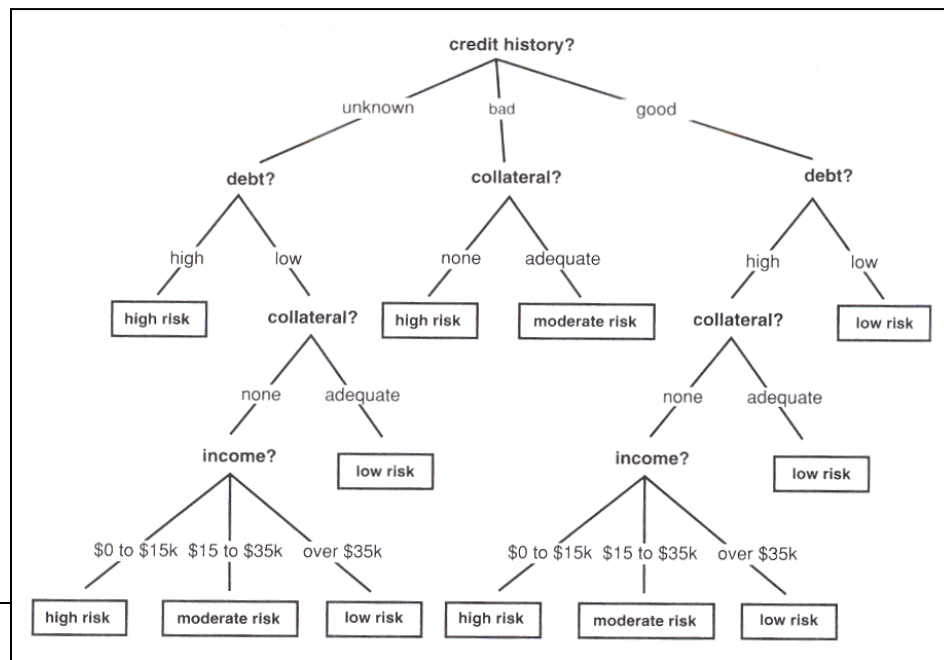 credit history?
unknown bad good
debt? collateral? debt?
high low none adequate high low
high risk collateral? high risk moderate risk collateral? low risk
none adequate none adequate
income? low risk income? low risk
$0 to $15k $15 to $35k over $35k $0 to $15k $15 to $35k over $35k
high risk moderate risk low risk high risk moderate risk low risk